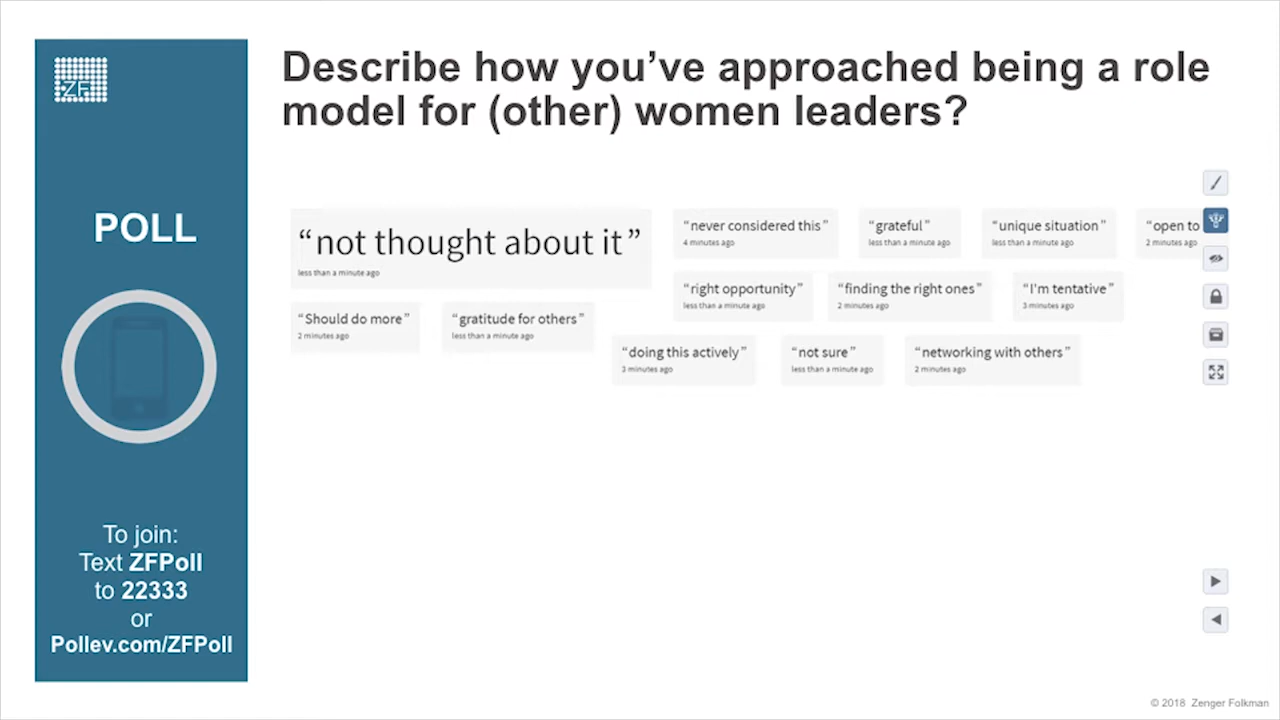 ZF
Describe how you’ve approached being a role
model for (other) women leaders?
POLL
To join:
Text ZFPoll
to 22333
or
Pollev.com/ZFPoll
“not thought about it”
less than a minute ago
“never considered this”
4 minutes ago
“grateful”
less than a minute ago
“unique situation”
less than a minute ago
“open to
2 minutes ago
“right opportunity”
less than a minute ago
“finding the right ones”
2 minutes ago
“I'm tentative”
3 minutes ago
“Should do more”
2 minutes ago
“gratitude for others”
less than a minute ago
“doing this actively”
3 minutes ago
“not sure”
less than a minute ago
“networking with others”
2 minutes ago
© 2018 Zenger Folkman